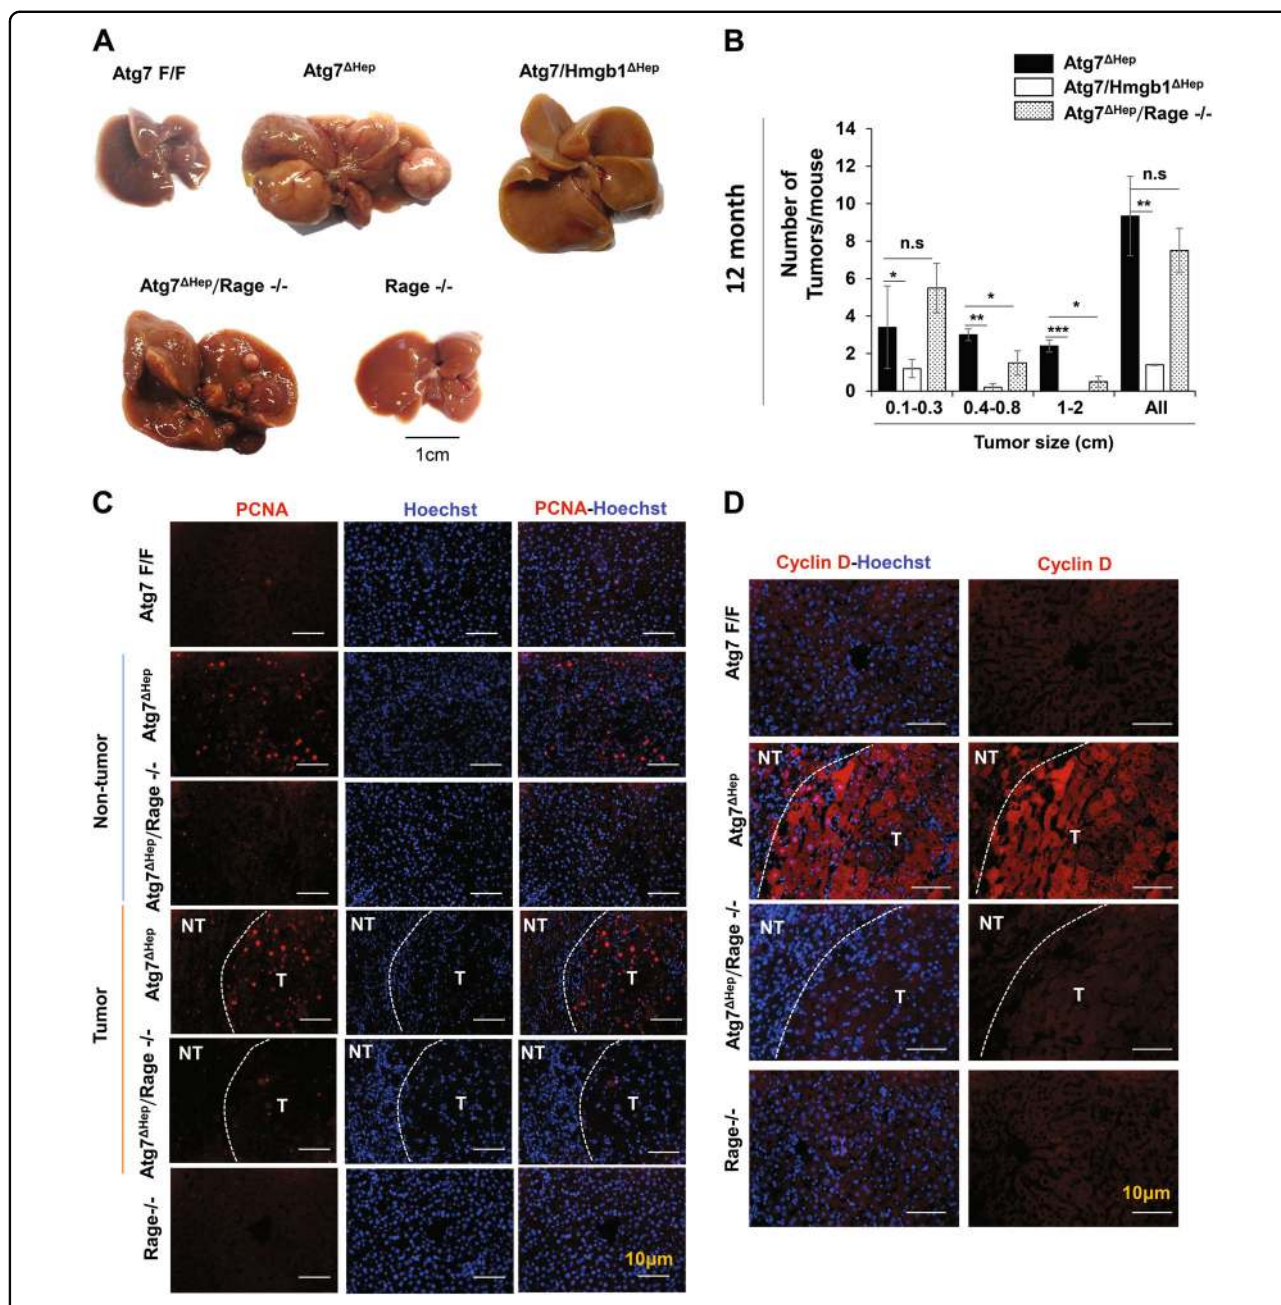 A
Atg7 F/F
Atg7ΔHep
Atg7/Hmgb1ΔHep
Atg7ΔHep/Rage -/-
Rage -/-
1cm
B
Atg7ΔHep
Atg7/Hmgb1ΔHep
Atg7ΔHep/Rage -/-
12 month
Number of
Tumors/mouse
14
12
10
8
6
4
2
0
n.s
*
*
**
*
***
n.s
**
0.1-0.3
0.4-0.8
1-2
All
Tumor size (cm)
C
PCNA
Hoechst
PCNA-Hoechst
Atg7 F/F
Non-tumor
Atg7ΔHep
Atg7ΔHep/Rage -/-
Tumor
Atg7ΔHep
NT
T
T
NT
T
Atg7ΔHep/Rage -/-
NT
T
NT
T
NT
T
Rage-/-
10μm
D
Cyclin D-Hoechst
Cyclin D
Atg7 F/F
Atg7ΔHep
NT
T
NT
T
Atg7ΔHep/Rage -/-
NT
T
NT
T
Rage-/-
10μm